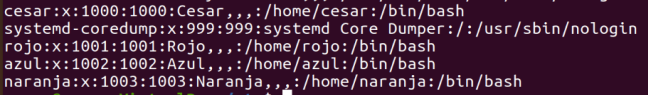 cesar:x:1000:1000:Cesar,,,:/home/cesar:/bin/bash
systemd-coredump:x:999:999:systemd Core Dumper:/:/usr/sbin/nologin
rojo:x:1001:1001:Rojo,,,:/home/rojo:/bin/bash
azul:x:1002:1002:Azul,,,:/home/azul:/bin/bash
naranja:x:1003:1003:Naranja,,,:/home/naranja:/bin/bash